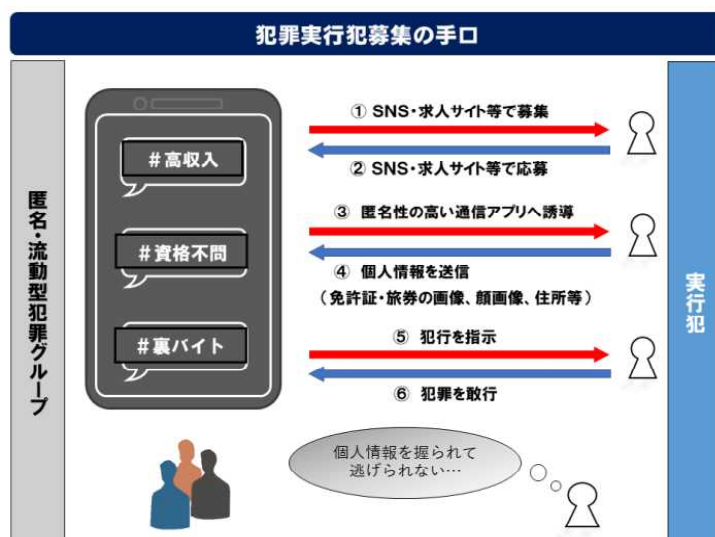 犯罪実行犯募集の手口
匿名・流動型犯罪グループ
#高収入
#資格不問
#裏バイト
① SNS・求人サイト等で募集
② SNS・求人サイト等で応募
③ 匿名性の高い通信アプリへ誘導
④ 個人情報を送信
（免許証・旅券の画像、顔画像、住所等）
⑤ 犯行を指示
⑥ 犯罪を敢行
実行犯
個人情報を握られて
逃げられない…